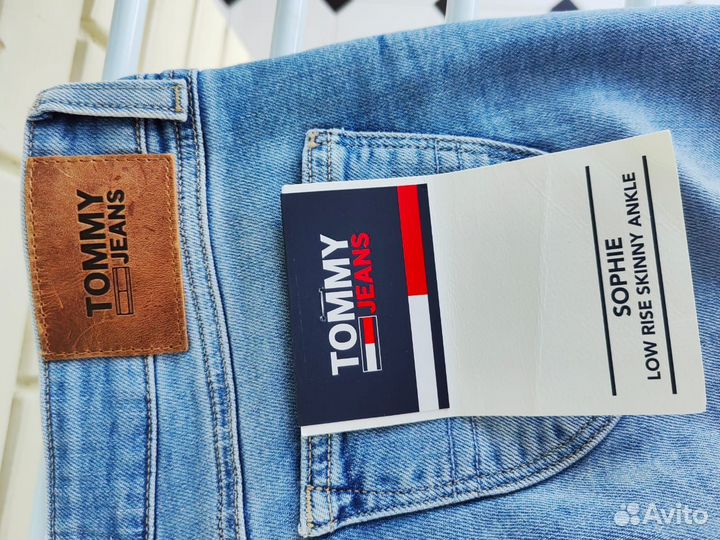 TOMMY
JEANS
TOMMY
JEANS
SOPHIE
LOW RISE SKINNY ANKLE
Avito